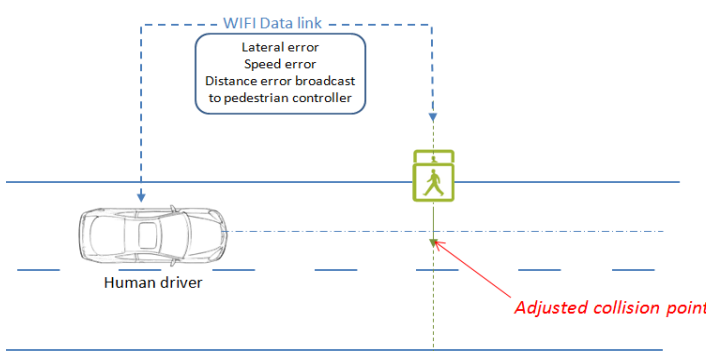 WIFI Data link
Lateral error
Speed error
Distance error broadcast
to pedestrian controller
Human driver
Adjusted collision point